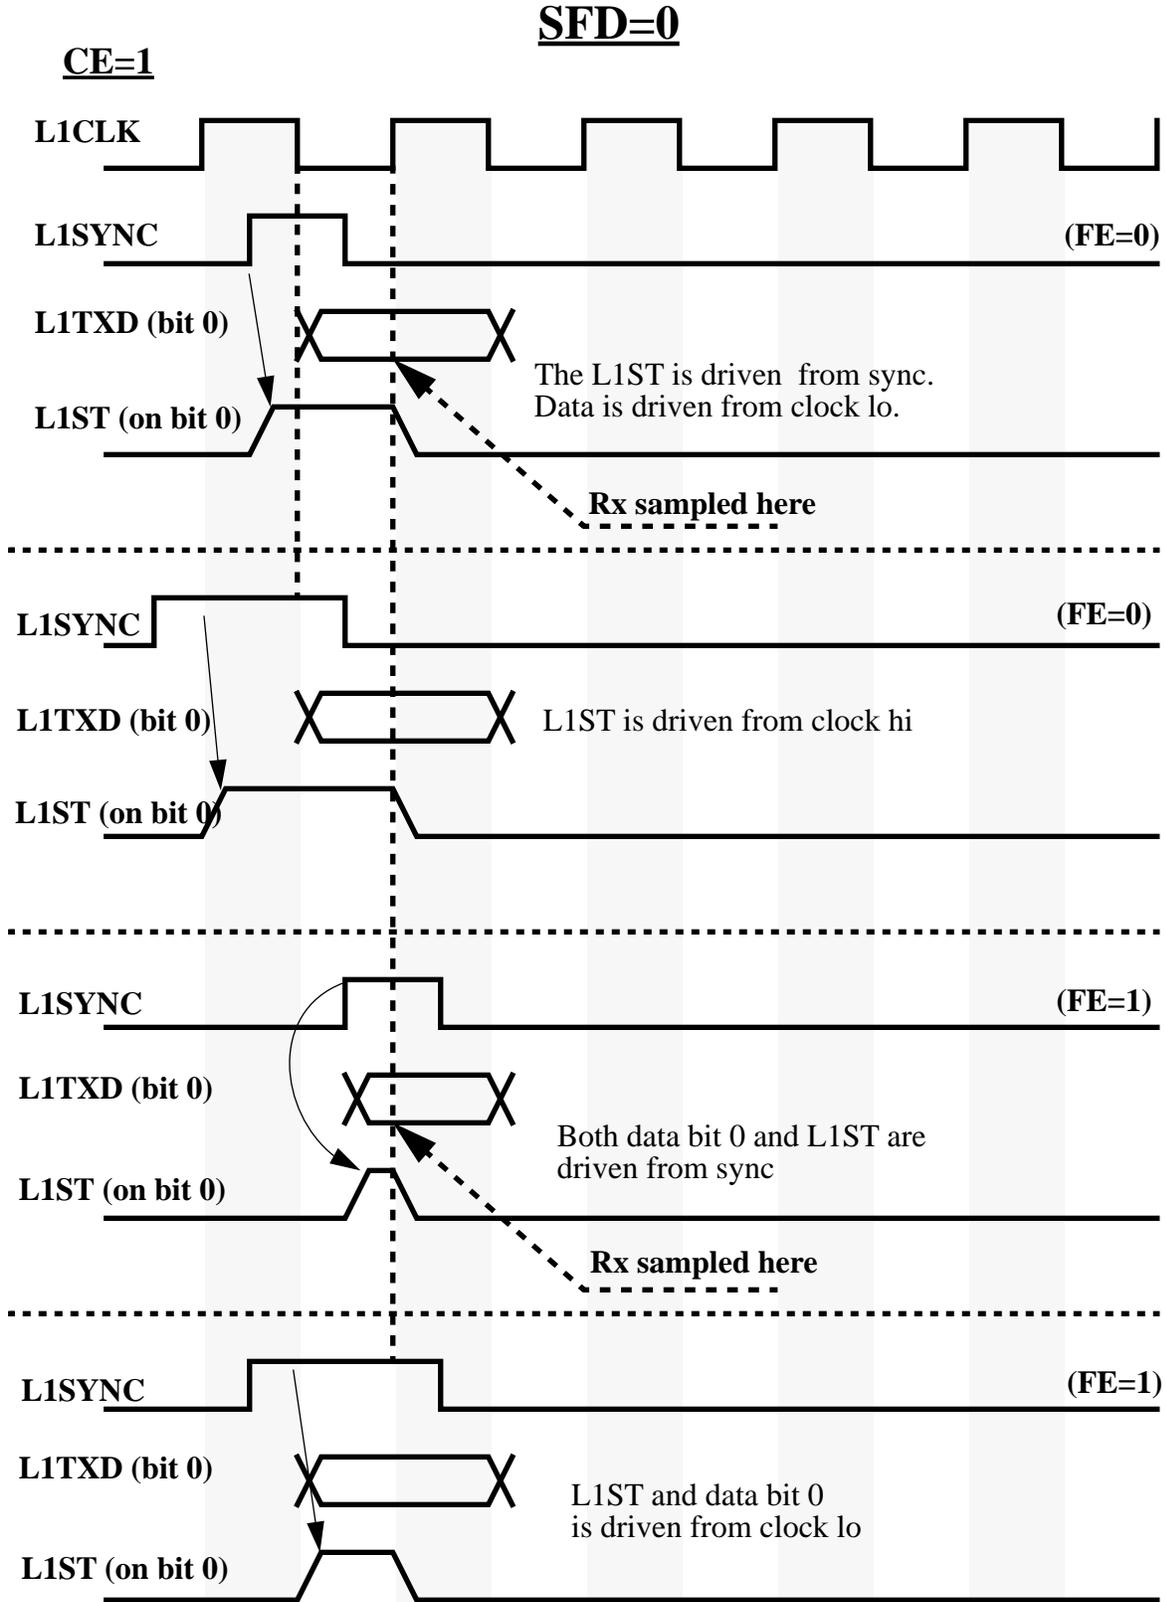 SFD=0
CE=1
L1CLK
L1SYNC
(FE=0)
L1TXD (bit 0)
The L1ST is driven from sync.
Data is driven from clock lo.
L1ST (on bit 0)
Rx sampled here
L1SYNC
(FE=0)
L1TXD (bit 0)
L1ST is driven from clock hi
L1ST (on bit 0)
L1SYNC
(FE=1)
L1TXD (bit 0)
Both data bit 0 and L1ST are
driven from sync
L1ST (on bit 0)
Rx sampled here
L1SYNC
(FE=1)
L1TXD (bit 0)
L1ST and data bit 0
is driven from clock lo
L1ST (on bit 0)